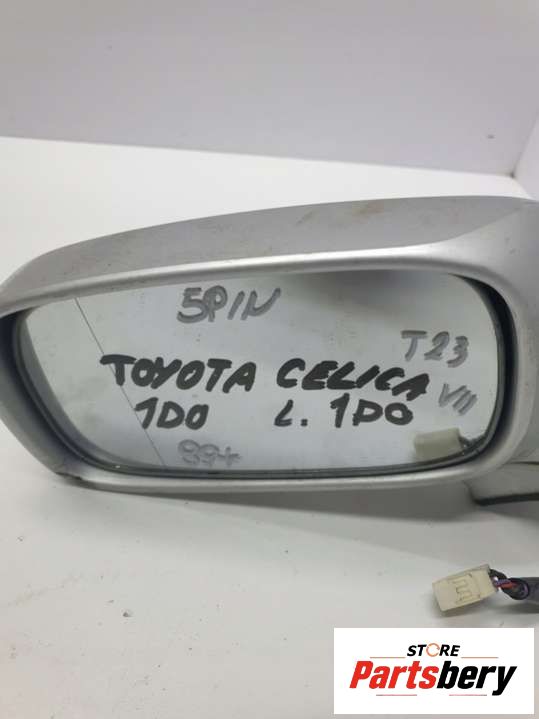 5PIN
T23
TOYOTA CELICA VII
1D0 L. 1D0
99+
STORE
Partsbery